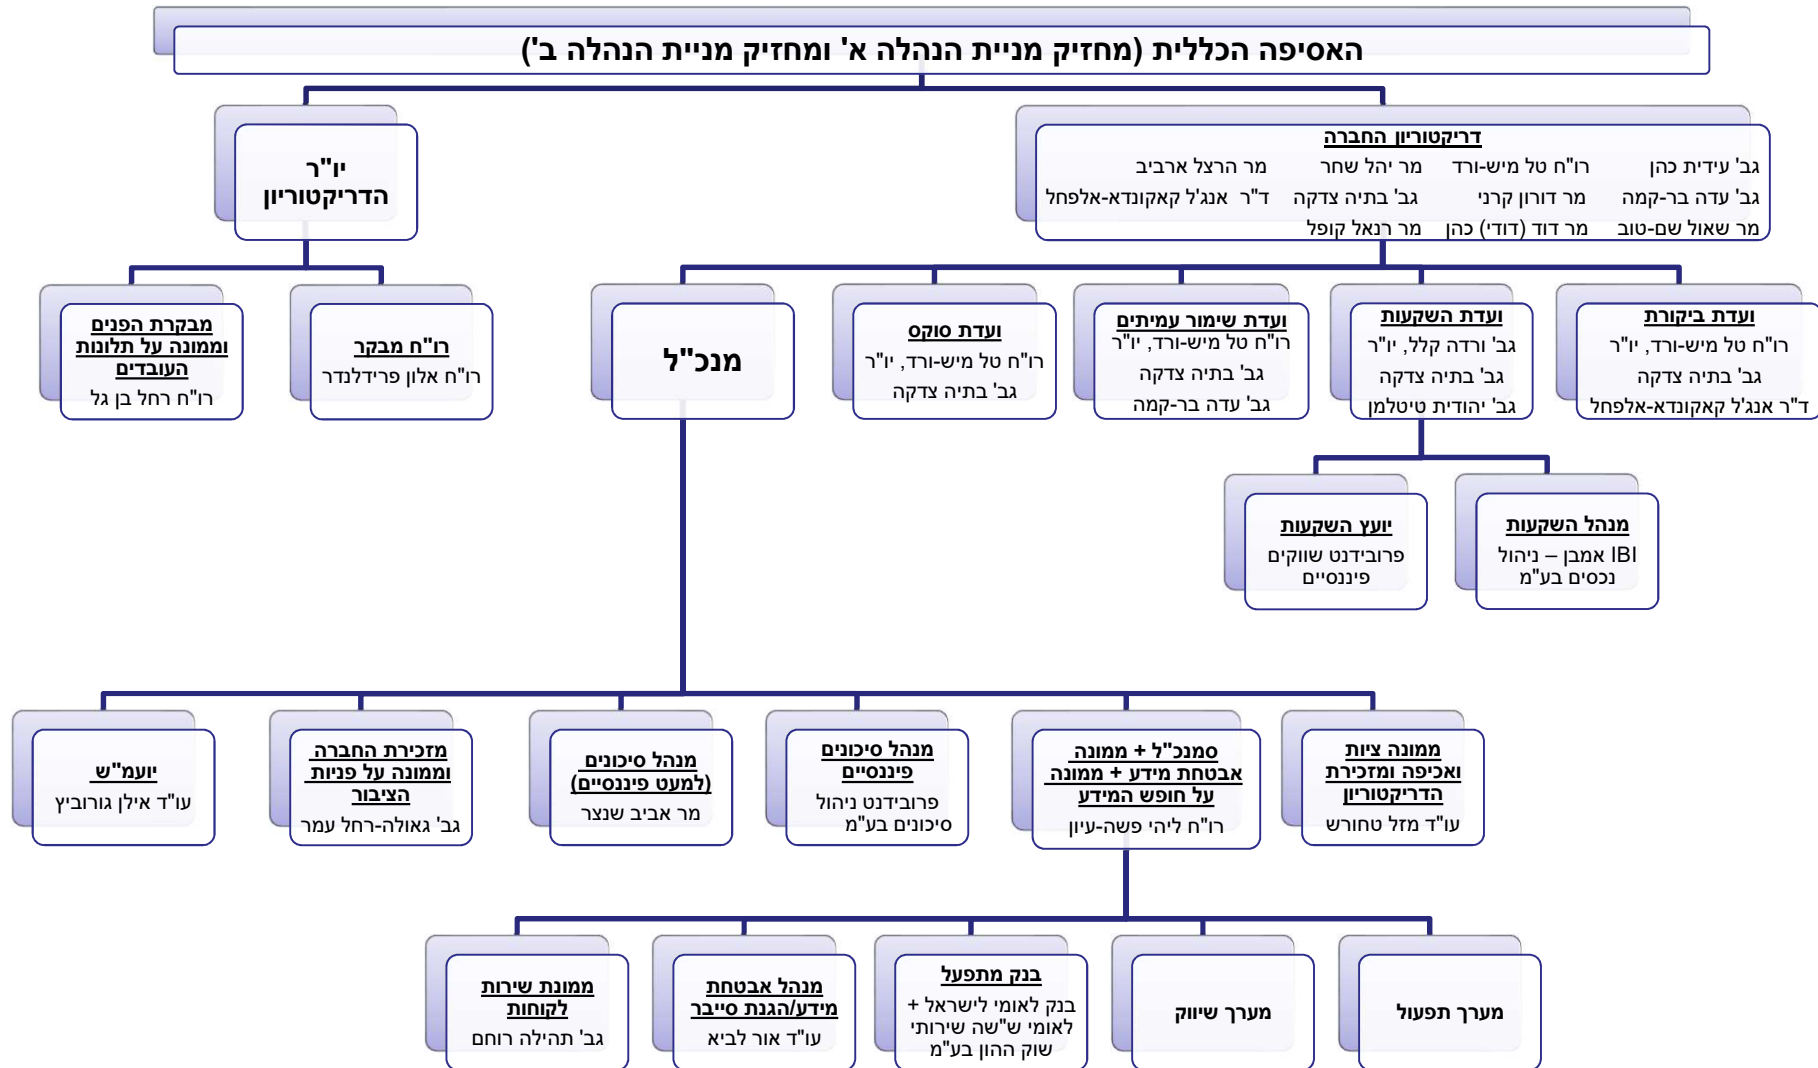 האסיפה הכללית (מחזיק מניית הנהלה א' ומחזיק מניית הנהלה ב')
דריקטוריון החברה
גב' עידית כהן רו"ח טל מיש-ורד מר יהל שחר מר הרצל ארביב
גב' עדה בר-קמה מר דורון קרני גב' בתיה צדקה ד"ר אנג'ל קאקונדא-אלפחל
מר שאול שם-טוב מר דוד (דודי) כהן מר רנאל קופל
יו"ר
הדריקטוריון
ועדת ביקורת
רו"ח טל מיש-ורד, יו"ר
גב' בתיה צדקה
ד"ר אנג'ל קאקונדא-אלפחל
ועדת השקעות
גב' ורדה קלל, יו"ר
גב' בתיה צדקה
גב' יהודית טיטלמן
ועדת שימור עמיתים
רו"ח טל מיש-ורד, יו"ר
גב' בתיה צדקה
גב' עדה בר-קמה
ועדת סוקס
רו"ח טל מיש-ורד, יו"ר
גב' בתיה צדקה
מנכ"ל
רו"ח מבקר
רו"ח אלון פרידלנדר
מבקרת הפנים
וממונה על תלונות
העובדים
רו"ח רחל בן גל
מנהל השקעות
IBI אמבן – ניהול
נכסים בע"מ
יועץ השקעות
פרובידנט שווקים
פיננסיים
ממונה ציות
ואכיפה ומזכירת
הדריקטוריון
עו"ד מזל טחורש
סמנכ"ל + ממונה
אבטחת מידע + ממונה
על חופש המידע
רו"ח ליהי פשה-עיון
מנהל סיכונים
פיננסיים
פרובידנט ניהול
סיכונים בע"מ
מנהל סיכונים
(למעט פיננסיים)
מר אביב שנצר
מזכירת החברה
וממונה על פניות
הציבור
גב' גאולה-רחל עמר
יועמ"ש
עו"ד אילן גורוביץ
מערך תפעול
מערך שיווק
בנק מתפעל
בנק לאומי לישראל +
לאומי ש"שה שירותי
שוק ההון בע"מ
מנהל אבטחת
מידע/הגנת סייבר
עו"ד אור לביא
ממונת שירות
לקוחות
גב' תהילה רוחם